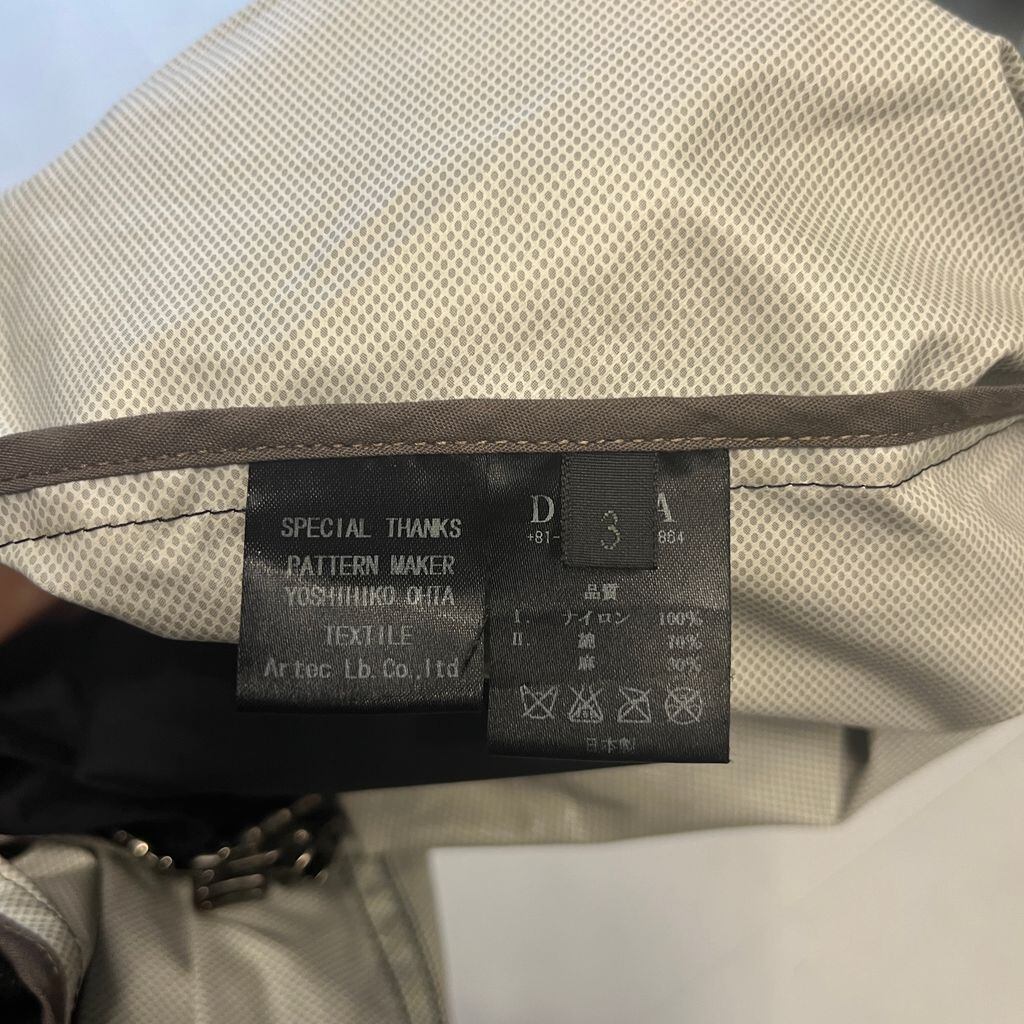 SPECIAL THANKS
PATTERN MAKER
YOSHIHIKO OHTA
TEXTILE
Artec Lb.Co.,ltd
D A
3
+81- 864
品質
I. ナイロン 100%
II. 綿 70%
麻 30%
日本製